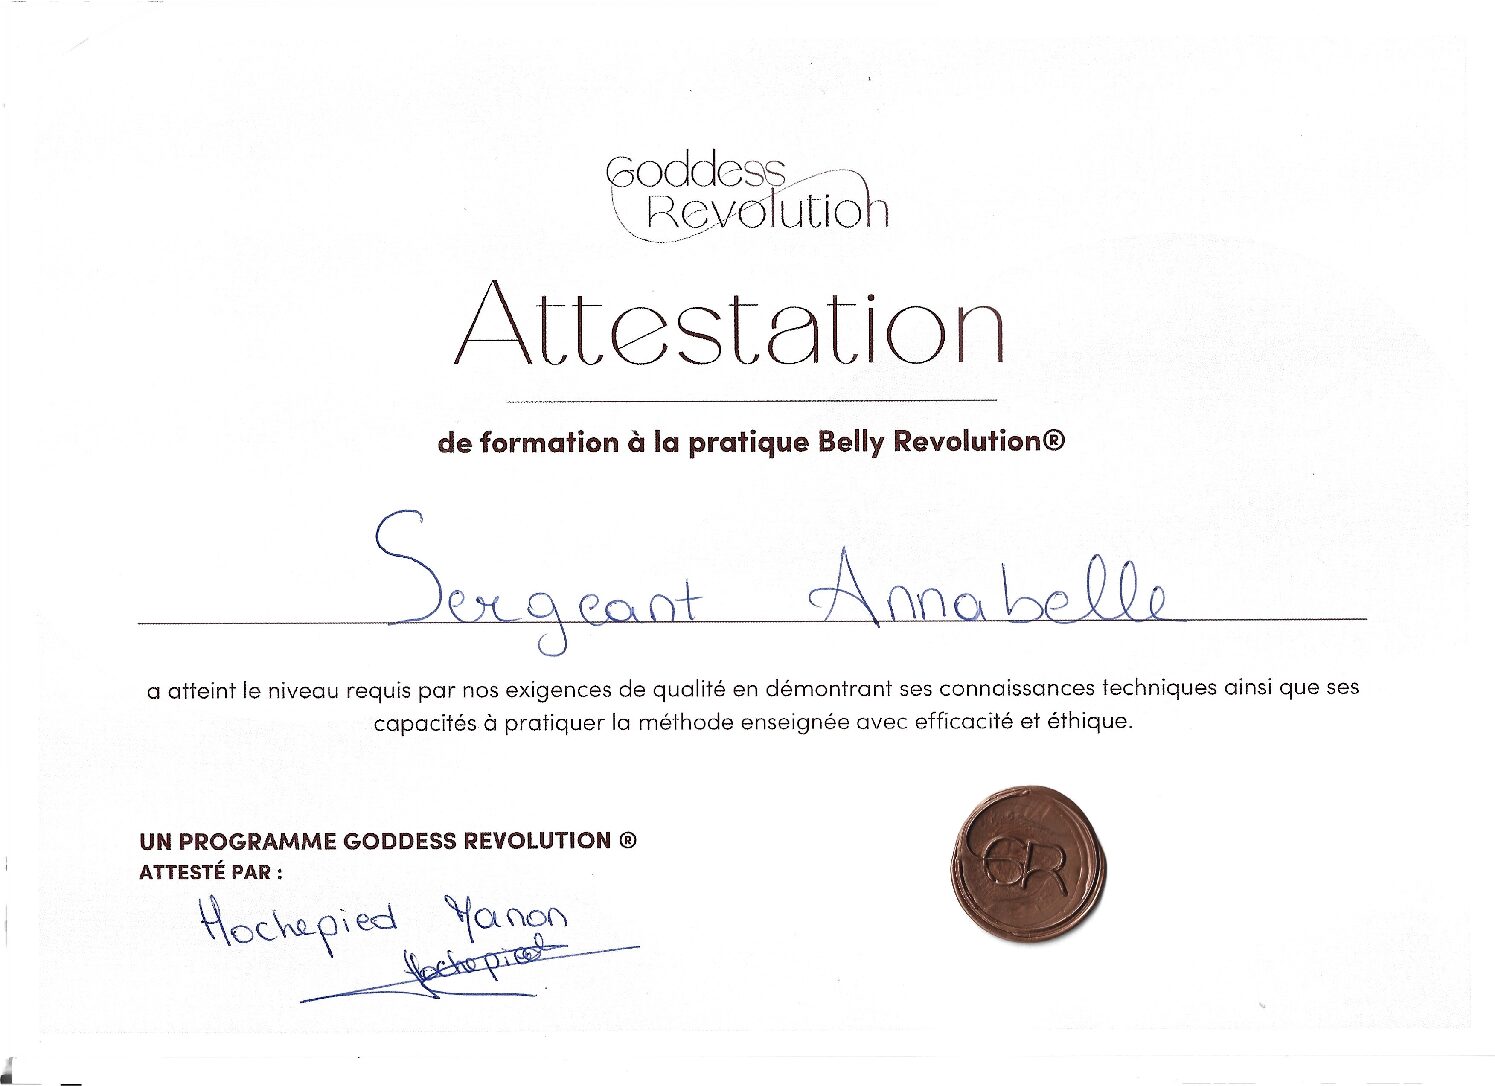 Goddess
Revolution
Attestation
de formation à la pratique Belly Revolution®
Sergeant Annabelle
a atteint le niveau requis par nos exigences de qualité en démontrant ses connaissances techniques ainsi que ses
capacités à pratiquer la méthode enseignée avec efficacité et éthique.
UN PROGRAMME GODDESS REVOLUTION ®
ATTESTÉ PAR :
Hochepied Manon
Hochepied
GR